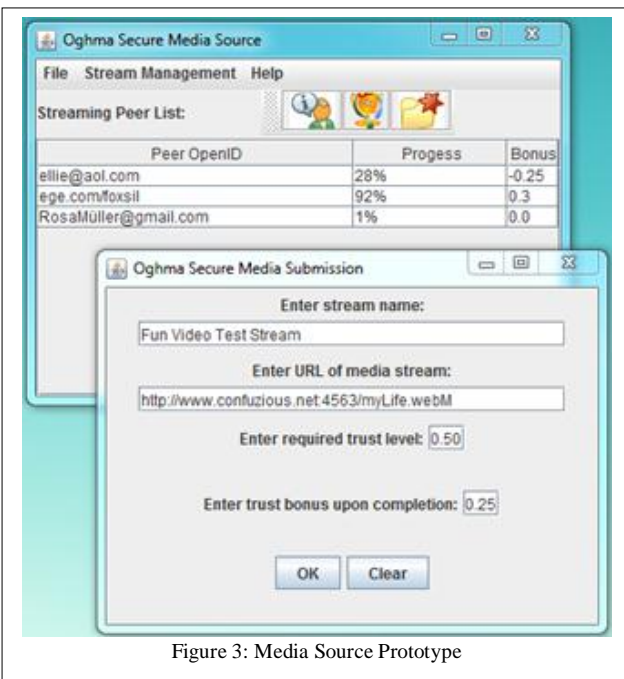 Oghma Secure Media Source
File Stream Management Help
Streaming Peer List:
Peer OpenID Progess Bonus
ellie@aol.com 28% -0.25
ege.com/foxsil 92% 0.3
RosaMüller@gmail.com 1% 0.0
Oghma Secure Media Submission
Enter stream name:
Fun Video Test Stream
Enter URL of media stream:
http://www.confuzious.net:4563/myLife.webM
Enter required trust level: 0.50
Enter trust bonus upon completion: 0.25
OK Clear
Figure 3: Media Source Prototype